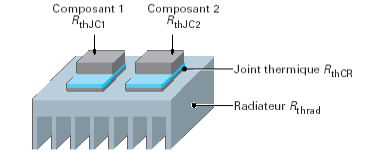 Composant 1 Composant 2
RthJC1 RthJC2
Joint thermique RthCR
Radiateur Rthrad